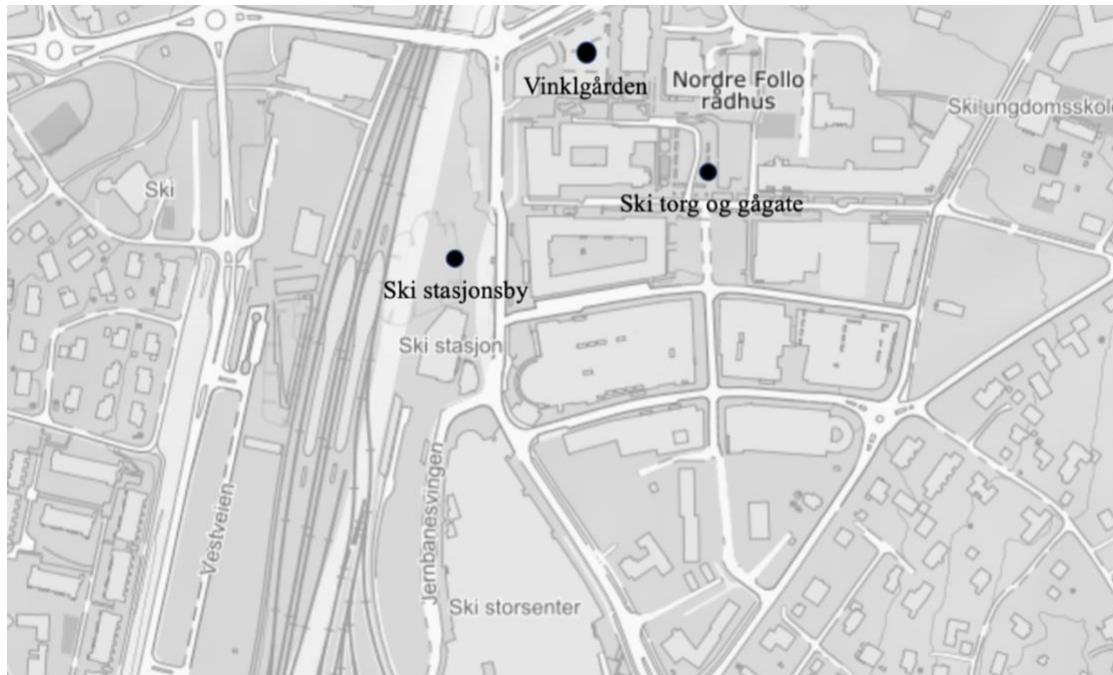 Vinklgården
Nordre Follo
rådhus
Ski ungdomsskole
Ski
Ski torg og gågate
Ski stasjonsby
Ski stasjon
Vestveien
Jernbanesvingen
Ski storsenter